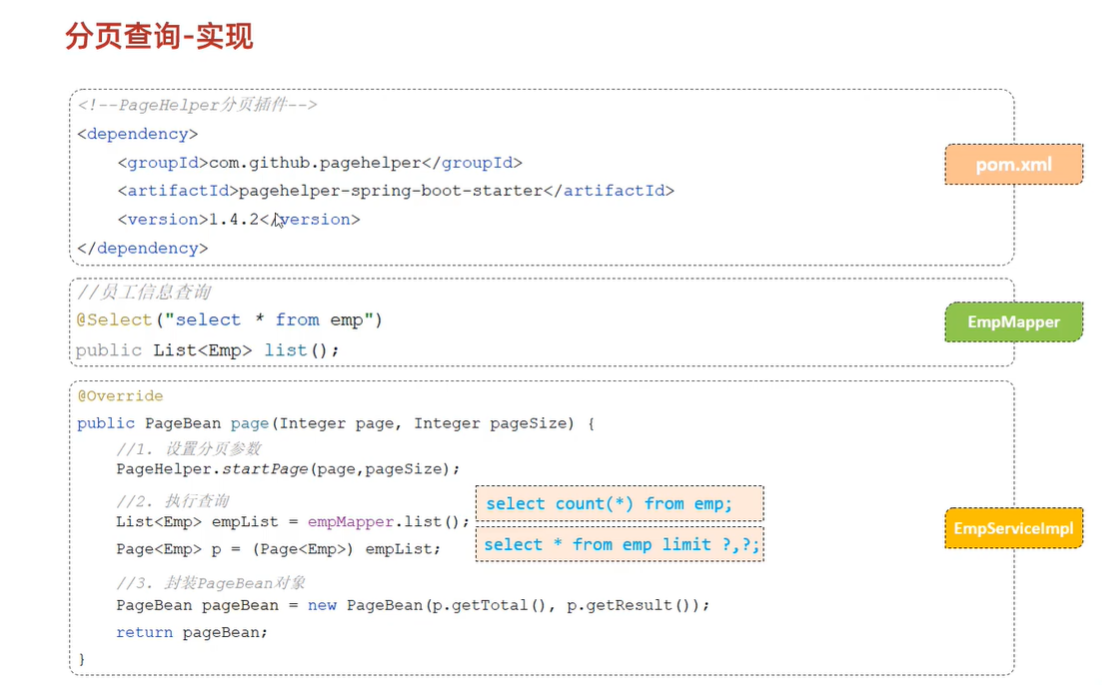 分页查询-实现
<!--PageHelper分页插件-->
<dependency>
<groupId>com.github.pagehelper</groupId>
<artifactId>pagehelper-spring-boot-starter</artifactId>
<version>1.4.2</version>
</dependency>
pom.xml
//员工信息查询
@Select("select * from emp")
public List<Emp> list();
EmpMapper
@Override
public PageBean page(Integer page, Integer pageSize) {
//1. 设置分页参数
PageHelper.startPage(page,pageSize);
//2. 执行查询
List<Emp> empList = empMapper.list();
select count(*) from emp;
Page<Emp> p = (Page<Emp>) empList;
select * from emp limit ?,?;
//3. 封装PageBean对象
PageBean pageBean = new PageBean(p.getTotal(), p.getResult());
return pageBean;
}
EmpServiceImpl